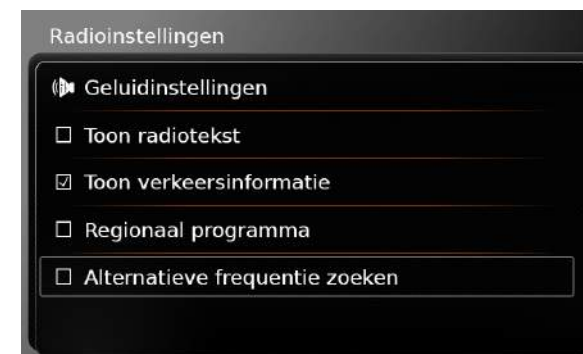 Radioinstellingen
Geluidinstellingen
Toon radiotekst
Toon verkeersinformatie
Regionaal programma
Alternatieve frequentie zoeken